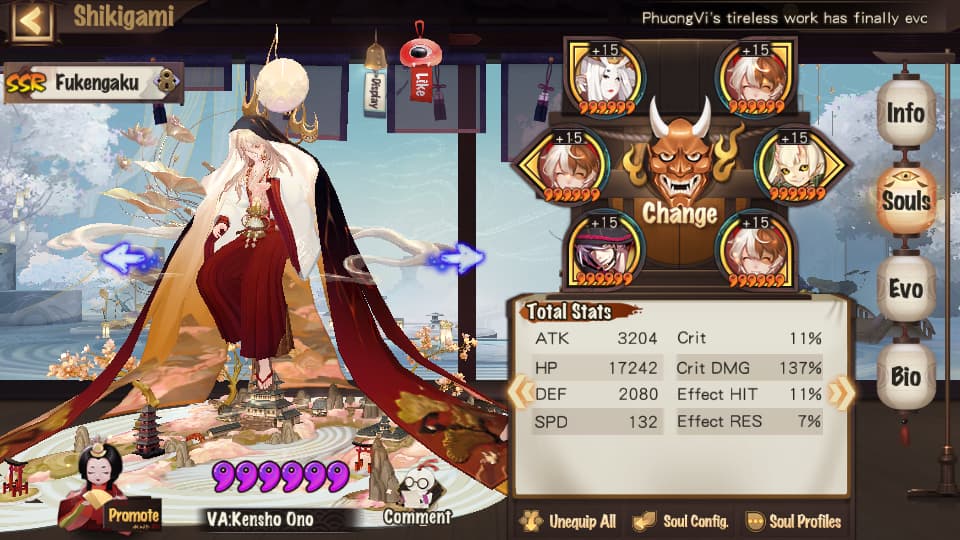 Shikigami
PhuongVi's tireless work has finally evc
SSR Fukengaku
Display
Like
+15
+15
999999
999999
+15
+15
999999
999999
Change
+15
+15
999999
999999
Info
Souls
Evo
Bio
Total Stats
ATK 3204 Crit 11%
HP 17242 Crit DMG 137%
DEF 2080 Effect HIT 11%
SPD 132 Effect RES 7%
999999
Promote
VA:Kensho Ono
Comment
Unequip All
Soul Config.
Soul Profiles